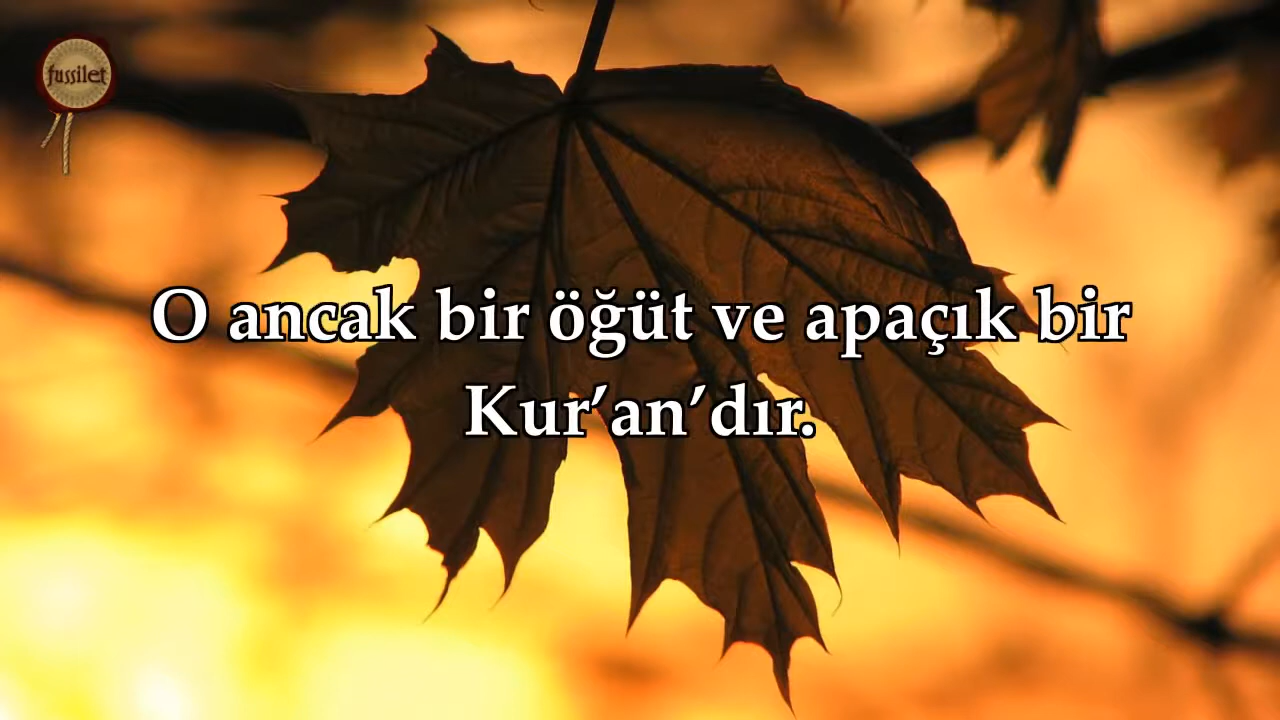 fussilet
O ancak bir öğüt ve apaçık bir
Kur’an’dır.